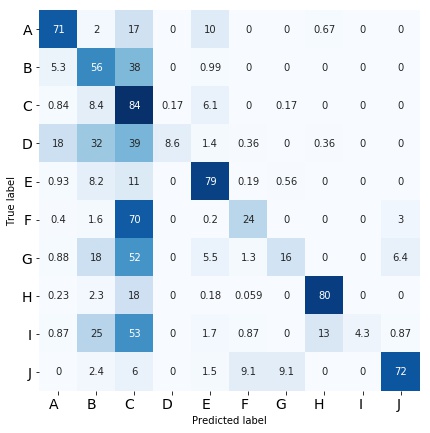 A 71 2 17 0 10 0 0 0.67 0 0
B 5.3 56 38 0 0.99 0 0 0 0 0
C 0.84 8.4 84 0.17 6.1 0 0.17 0 0 0
D 18 32 39 8.6 1.4 0.36 0 0.36 0 0
E 0.93 8.2 11 0 79 0.19 0.56 0 0 0
F 0.4 1.6 70 0 0.2 24 0 0 0 3
G 0.88 18 52 0 5.5 1.3 16 0 0 6.4
H 0.23 2.3 18 0 0.18 0.059 0 80 0 0
I 0.87 25 53 0 1.7 0.87 0 13 4.3 0.87
J 0 2.4 6 0 1.5 9.1 9.1 0 0 72
A B C D E F G H I J
Predicted label
True label